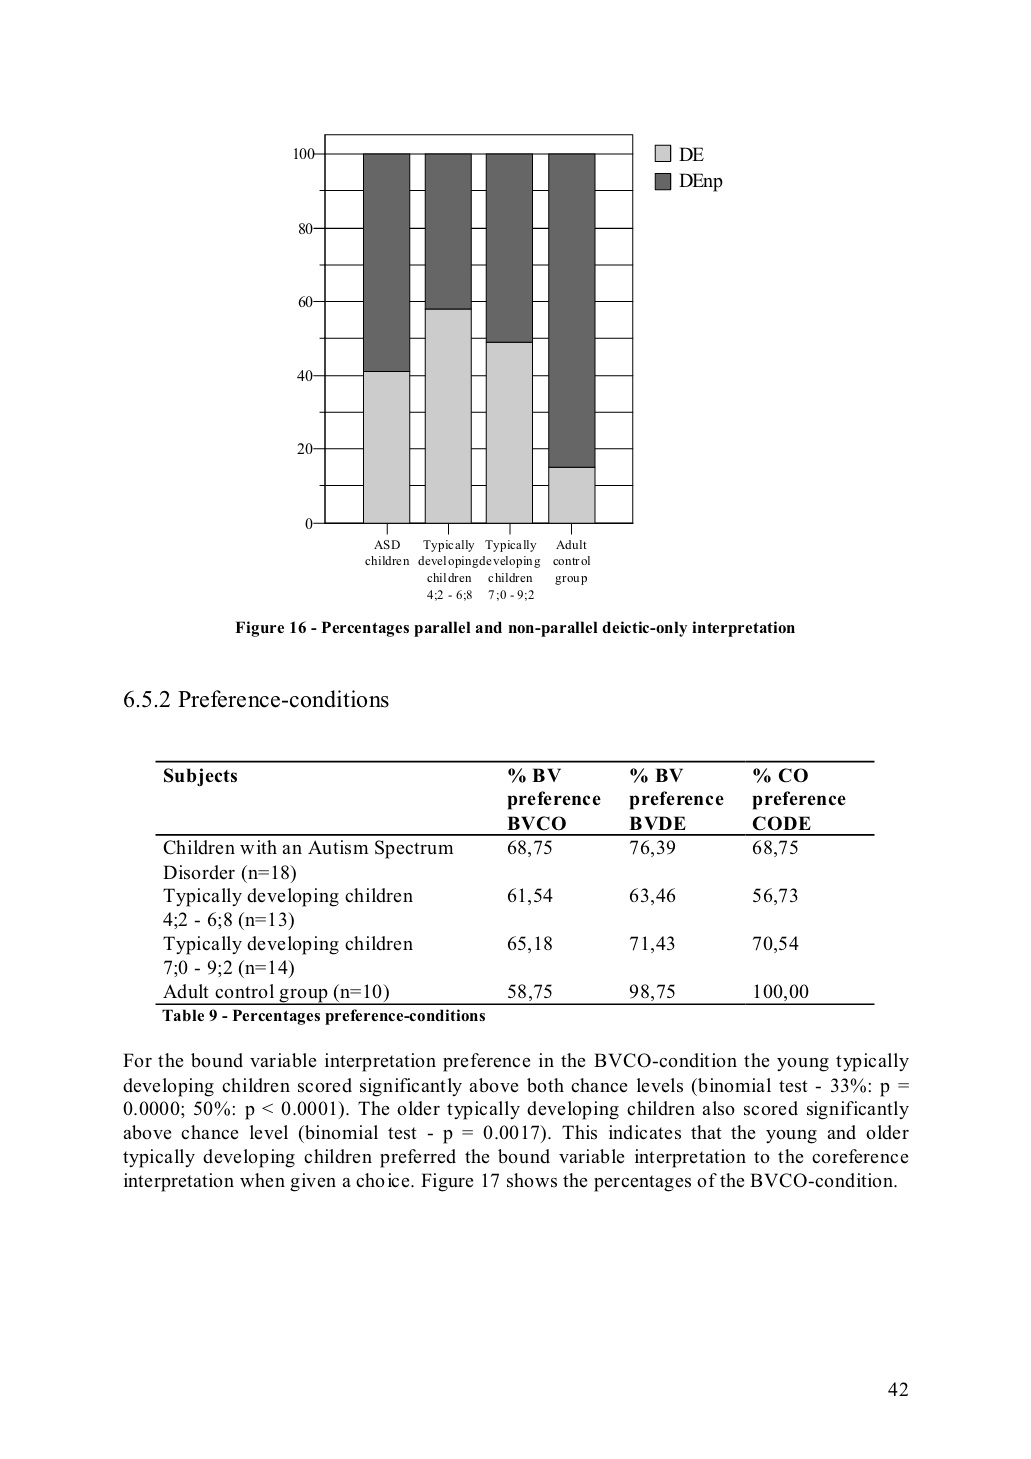 100
80
60
40
20
0
DE
DEnp
ASD children
Typically developing children 4;2 - 6;8
Typically developing children 7;0 - 9;2
Adult control group
Figure 16 - Percentages parallel and non-parallel deictic-only interpretation
6.5.2 Preference-conditions
Subjects % BV preference BVCO % BV preference BVDE % CO preference CODE
Children with an Autism Spectrum 68,75 76,39 68,75
Disorder (n=18)
Typically developing children 61,54 63,46 56,73
4;2 - 6;8 (n=13)
Typically developing children 65,18 71,43 70,54
7;0 - 9;2 (n=14)
Adult control group (n=10) 58,75 98,75 100,00
Table 9 - Percentages preference-conditions
For the bound variable interpretation preference in the BVCO-condition the young typically
developing children scored significantly above both chance levels (binomial test - 33%: p =
0.0000; 50%: p < 0.0001). The older typically developing children also scored significantly
above chance level (binomial test - p = 0.0017). This indicates that the young and older
typically developing children preferred the bound variable interpretation to the coreference
interpretation when given a choice. Figure 17 shows the percentages of the BVCO-condition.
42